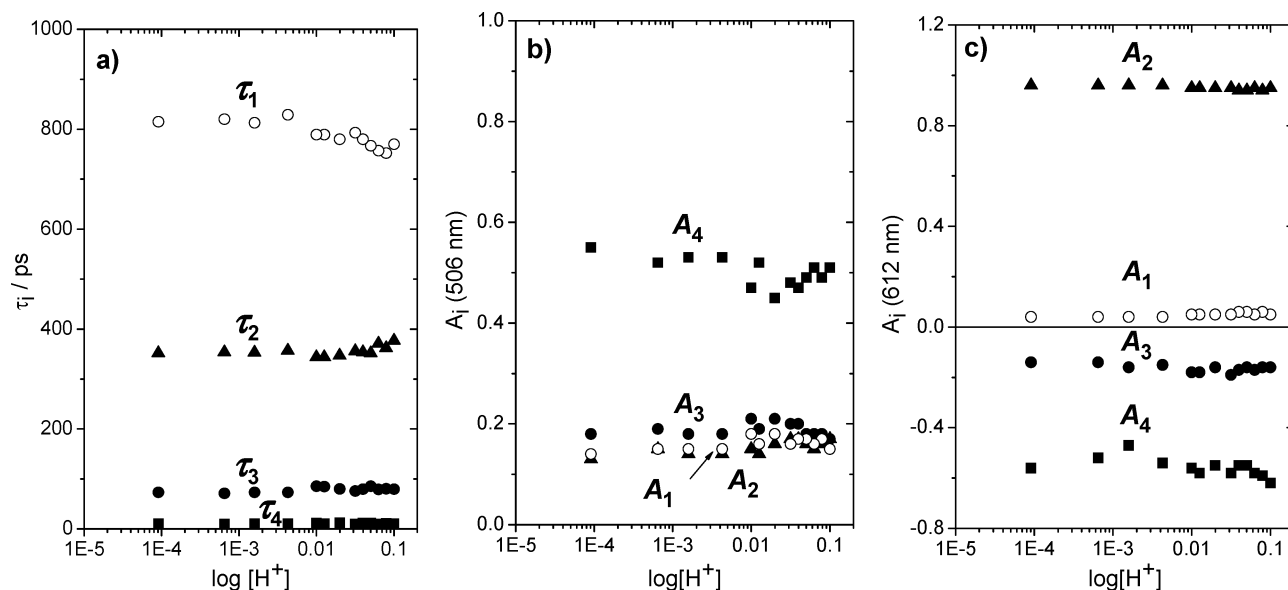 a)
1000
800
600
400
200
0
τi / ps
τ1
τ2
τ3
τ4
1E-5 1E-4 1E-3 0.01 0.1
log [H+]
b)
1.0
0.8
0.6
0.4
0.2
0.0
Ai (506 nm)
A4
A3
A1
A2
1E-5 1E-4 1E-3 0.01 0.1
log[H+]
c)
1.2
0.8
0.4
0.0
-0.4
-0.8
Ai (612 nm)
A2
A1
A3
A4
1E-5 1E-4 1E-3 0.01 0.1
log[H+]